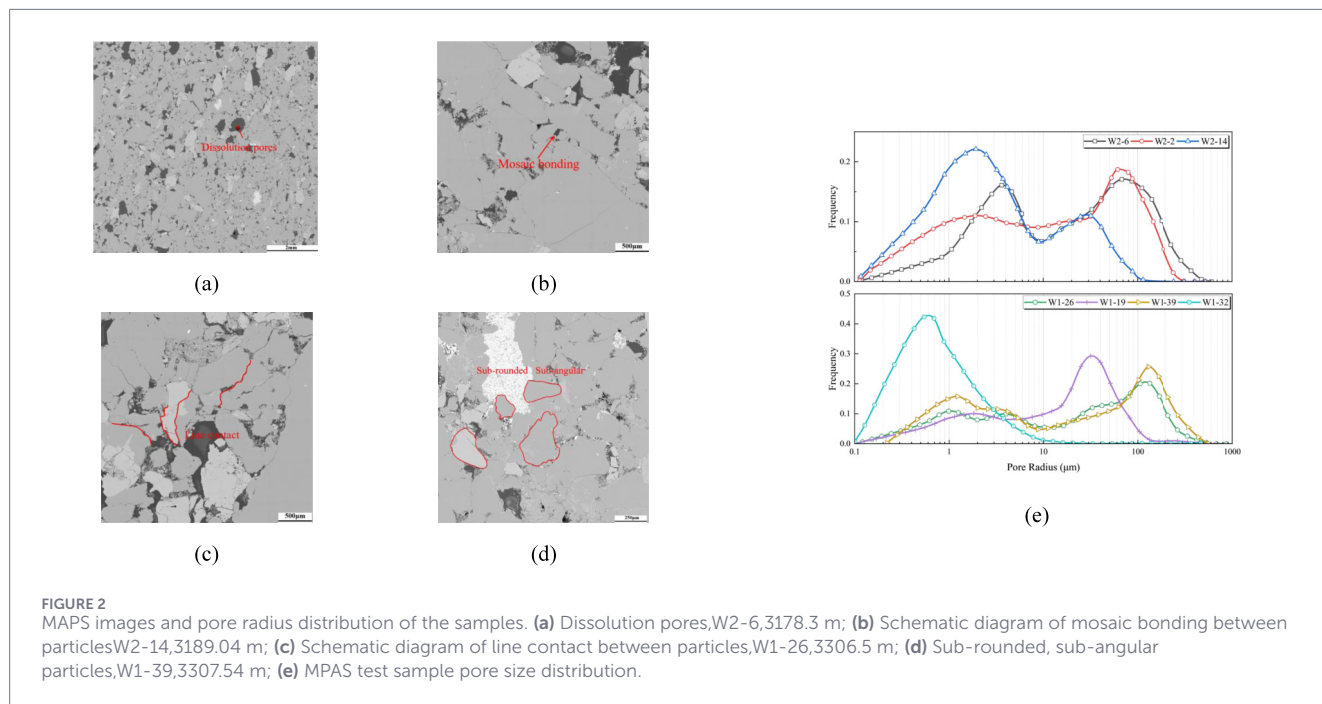 Dissolution pores
2mm
(a)
Mosaic bonding
500μm
(b)
Line contact
500μm
(c)
Sub-rounded
Sub-angular
250μm
(d)
W2-6 W2-2 W2-14
Frequency
0.2
0.1
0.0
W1-26 W1-19 W1-39 W1-32
Frequency
0.5
0.4
0.3
0.2
0.1
0.0
0.1 1 10 100 1000
Pore Radius (μm)
(e)
FIGURE 2
MAPS images and pore radius distribution of the samples. (a) Dissolution pores,W2-6,3178.3 m; (b) Schematic diagram of mosaic bonding between
particlesW2-14,3189.04 m; (c) Schematic diagram of line contact between particles,W1-26,3306.5 m; (d) Sub-rounded, sub-angular
particles,W1-39,3307.54 m; (e) MPAS test sample pore size distribution.